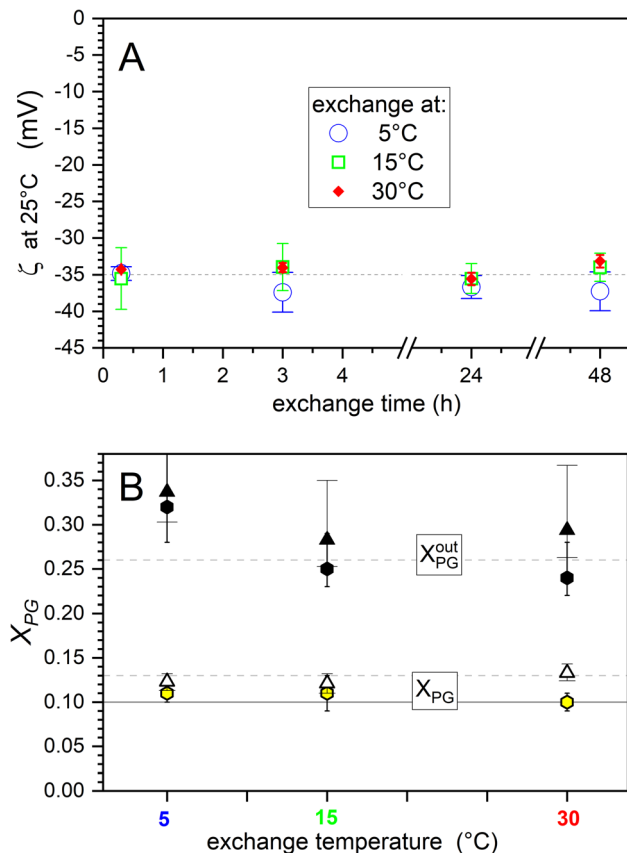 A
0
-5
-10
-15
-20
-25
-30
-35
-40
-45
ζ at 25°C (mV)
exchange at:
5°C
15°C
30°C
0 1 2 3 4 24 48
exchange time (h)
B
0.35
0.30
0.25
0.20
0.15
0.10
0.05
0.00
X_PG
X_PG^out
X_PG
5 15 30
exchange temperature (°C)